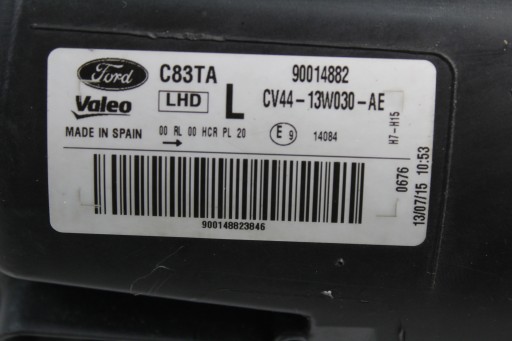 Ford C83TA 90014882
Valeo LHD L CV44-13W030-AE
MADE IN SPAIN 00 RL 00 HCR PL 20 E9 14084
H7-H15
900148823846
0676
13/07/15 10:53